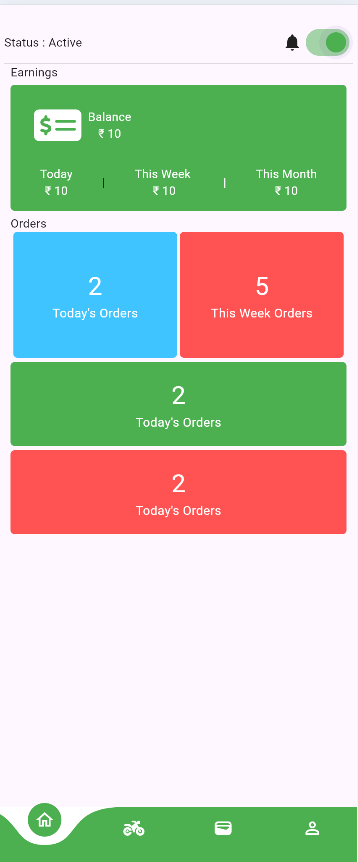 Status : Active
Earnings
Balance
₹ 10
Today | This Week | This Month
₹ 10 ₹ 10 ₹ 10
Orders
2 5
Today's Orders This Week Orders
2
Today's Orders
2
Today's Orders